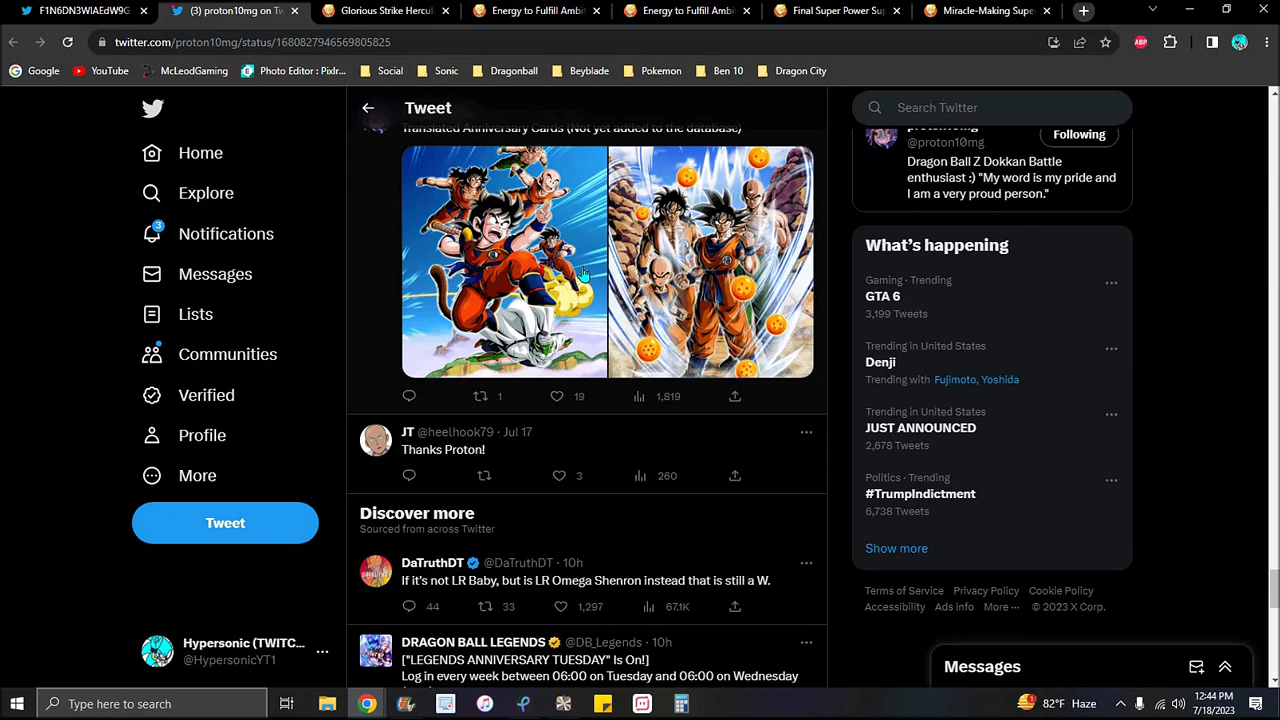 F1N6DN3WIAEdW9G
(3) proton10mg on Tw
Glorious Strike Hercul
Energy to Fulfill Ambit
Energy to Fulfill Amb
Final Super Power Sup
Miracle-Making Supe
twitter.com/proton10mg/status/1680827946569805825
ABP
Google
YouTube
McLeodGaming
Photo Editor : Pixlr...
Social
Sonic
Dragonball
Beyblade
Pokemon
Ben 10
Dragon City
Home
Explore
3
Notifications
Messages
Lists
Communities
Verified
Profile
More
Tweet
Hypersonic (TWITC...
@HypersonicYT1
Tweet
Translated Anniversary Cards (Not yet added to the database)
1
19
1,819
JT @heelhook79 · Jul 17
Thanks Proton!
3
260
Discover more
Sourced from across Twitter
DaTruthDT @DaTruthDT · 10h
If it's not LR Baby, but is LR Omega Shenron instead that is still a W.
44
33
1,297
67.1K
DRAGON BALL LEGENDS @DB_Legends · 10h
["LEGENDS ANNIVERSARY TUESDAY" Is On!]
Log in every week between 06:00 on Tuesday and 06:00 on Wednesday
Search Twitter
proton10mg
@proton10mg
Following
Dragon Ball Z Dokkan Battle
enthusiast :) "My word is my pride and
I am a very proud person."
What's happening
Gaming · Trending
GTA 6
3,199 Tweets
Trending in United States
Denji
Trending with Fujimoto, Yoshida
Trending in United States
JUST ANNOUNCED
2,678 Tweets
Politics · Trending
#TrumpIndictment
6,738 Tweets
Show more
Terms of Service Privacy Policy Cookie Policy
Accessibility Ads info More ··· © 2023 X Corp.
Messages
Type here to search
82°F Haze
12:44 PM
7/18/2023